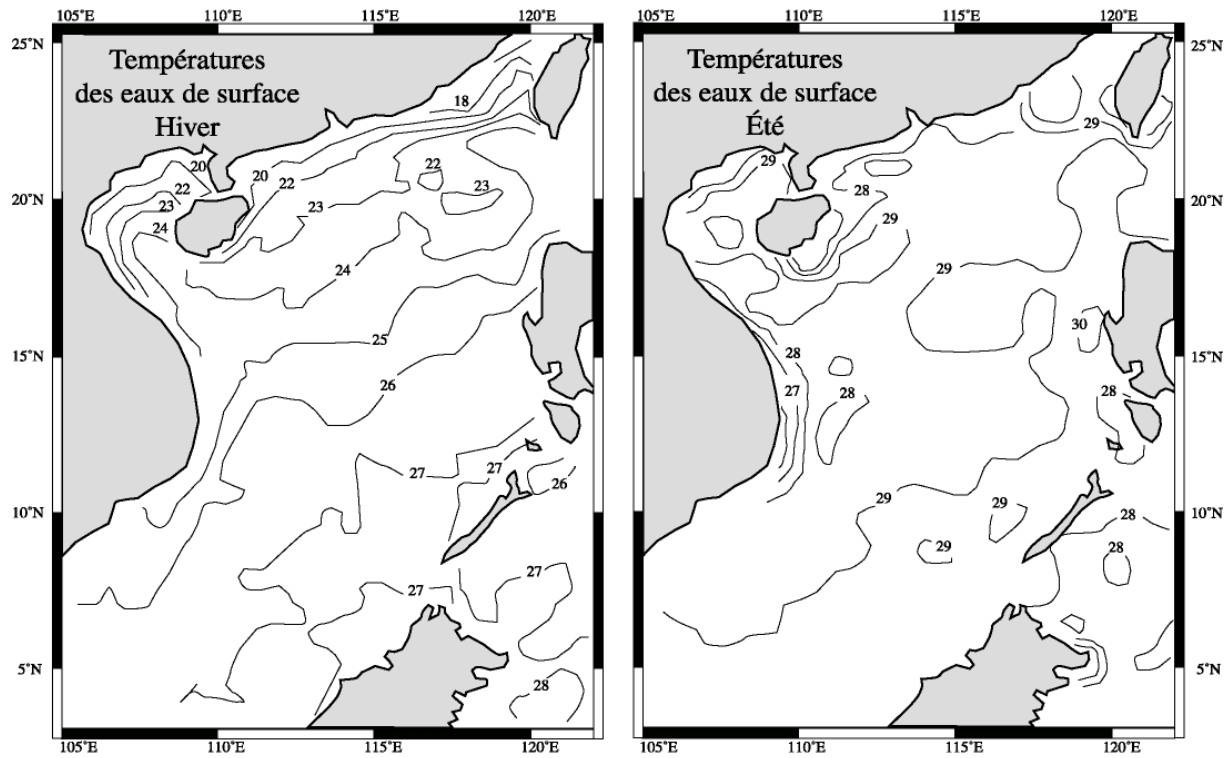 105°E 110°E 115°E 120°E
25°N
20°N
15°N
10°N
5°N
Températures
des eaux de surface
Hiver
18
20
22
23
24
20
22
23
22
23
24
25
26
27
27
26
27
27
28
105°E 110°E 115°E 120°E
105°E 110°E 115°E 120°E
Températures
des eaux de surface
Été
29
29
28
29
29
30
28
27
28
28
29
29
29
28
28
25°N
20°N
15°N
10°N
5°N
105°E 110°E 115°E 120°E